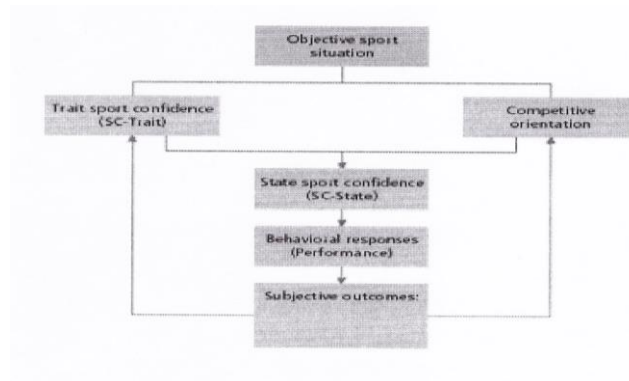 Objective sport
situation
Trait sport confidence
(SC-Trait)
Competitive
orientation
State sport confidence
(SC-State)
Behavioral responses
(Performance)
Subjective outcomes: